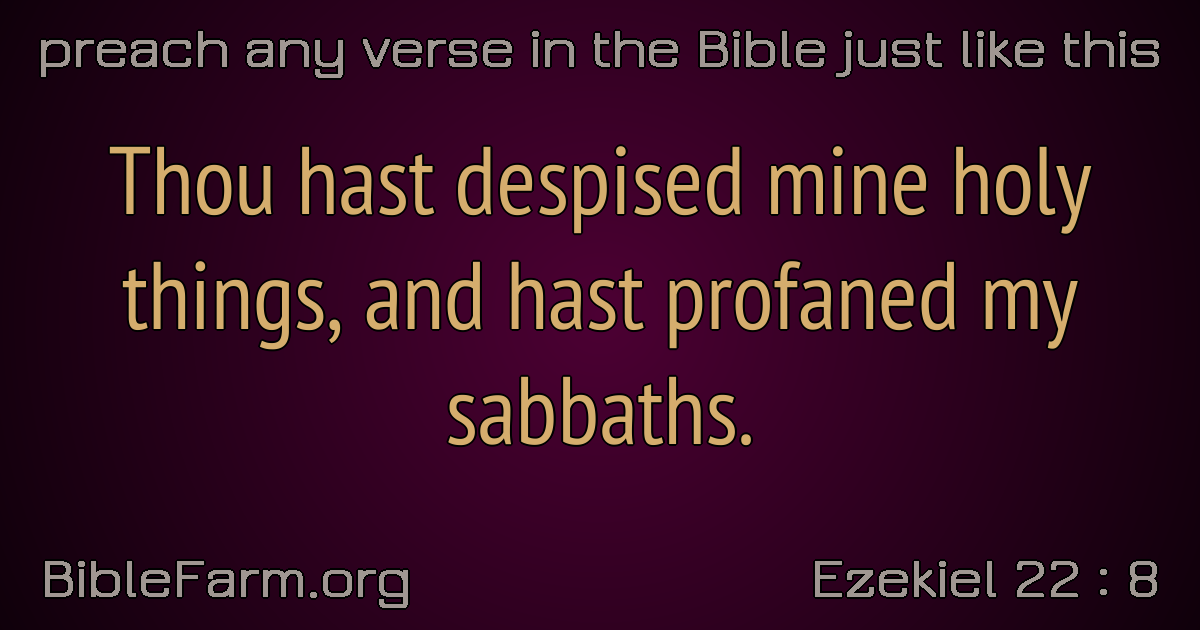 preach any verse in the Bible just like this
Thou hast despised mine holy
things, and hast profaned my
sabbaths.
BibleFarm.org
Ezekiel 22 : 8